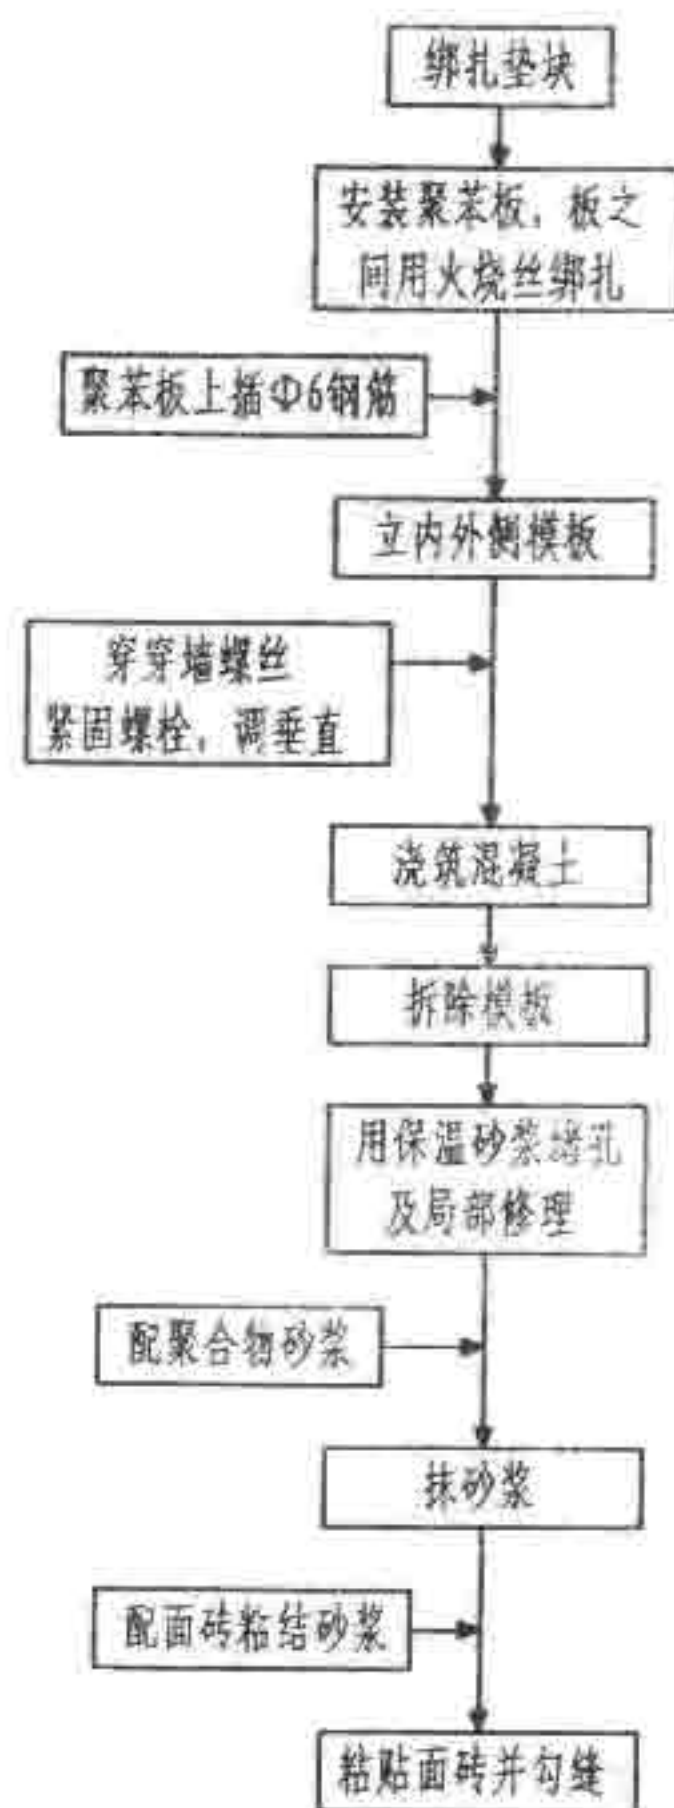 绑扎垫块
安装聚苯板，板之
间用火烧丝绑扎
聚苯板上插Φ6钢筋
立内外侧模板
穿穿墙螺丝
紧固螺栓，调垂直
浇筑混凝土
拆除模板
用保温砂浆堵孔
及局部修理
配聚合物砂浆
抹砂浆
配面砖粘结砂浆
粘贴面砖并勾缝